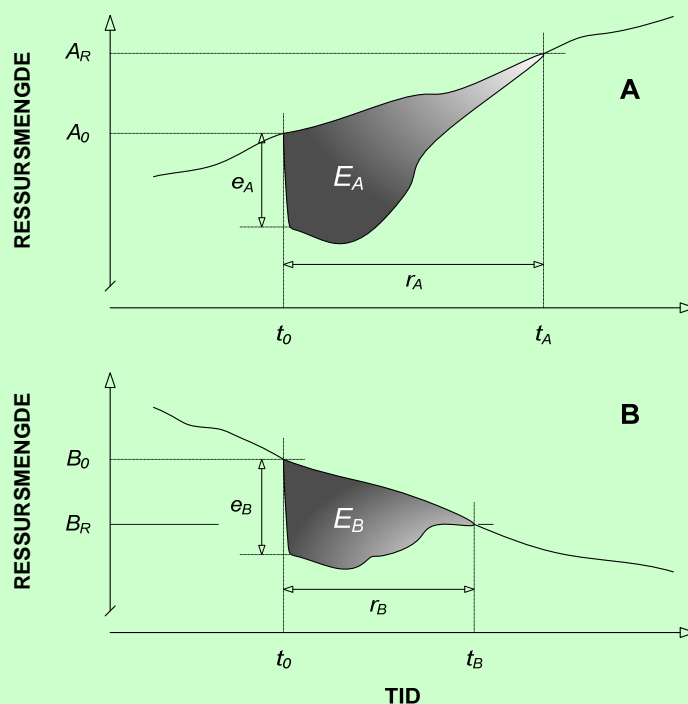 RESSURSMENGDE
A
A_R
A_0
e_A
E_A
r_A
t_0
t_A
RESSURSMENGDE
B
B_0
B_R
e_B
E_B
r_B
t_0
t_B
TID